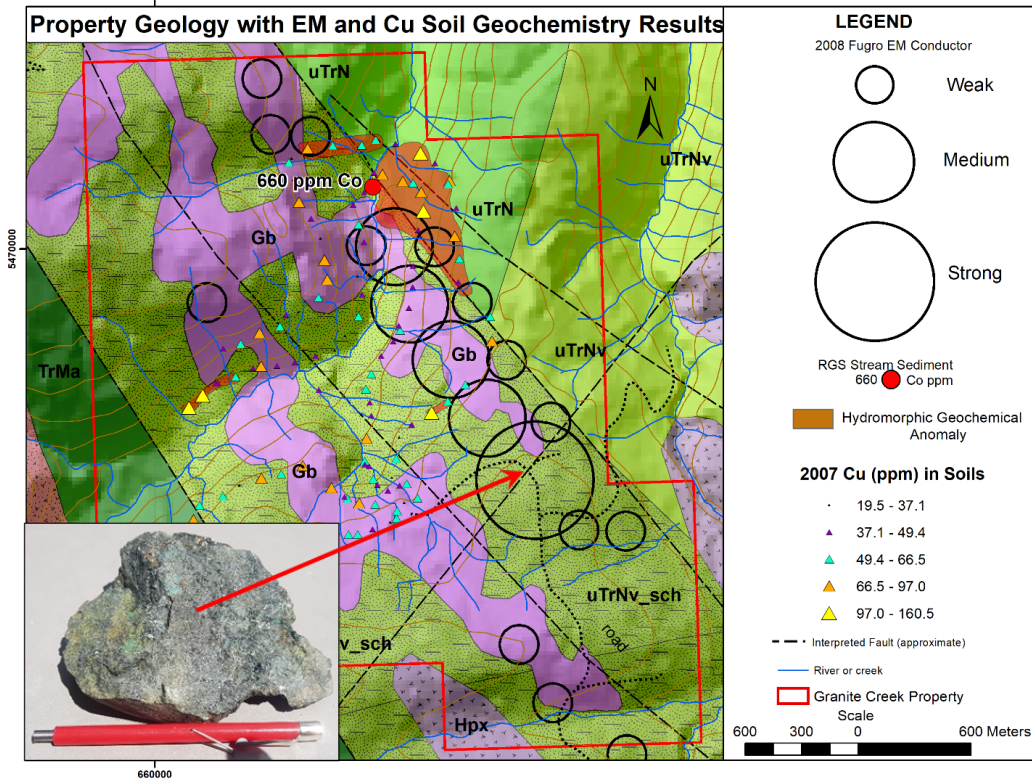 Property Geology with EM and Cu Soil Geochemistry Results
uTrN
N
uTrNv
660 ppm Co
uTrN
Gb
5470000
uTrNv
Gb
TrMa
Gb
uTrNv_sch
road
v_sch
Hpx
660000
LEGEND
2008 Fugro EM Conductor
Weak
Medium
Strong
RGS Stream Sediment
660 Co ppm
Hydromorphic Geochemical
Anomaly
2007 Cu (ppm) in Soils
19.5 - 37.1
37.1 - 49.4
49.4 - 66.5
66.5 - 97.0
97.0 - 160.5
Interpreted Fault (approximate)
River or creek
Granite Creek Property
Scale
600 300 0 600 Meters